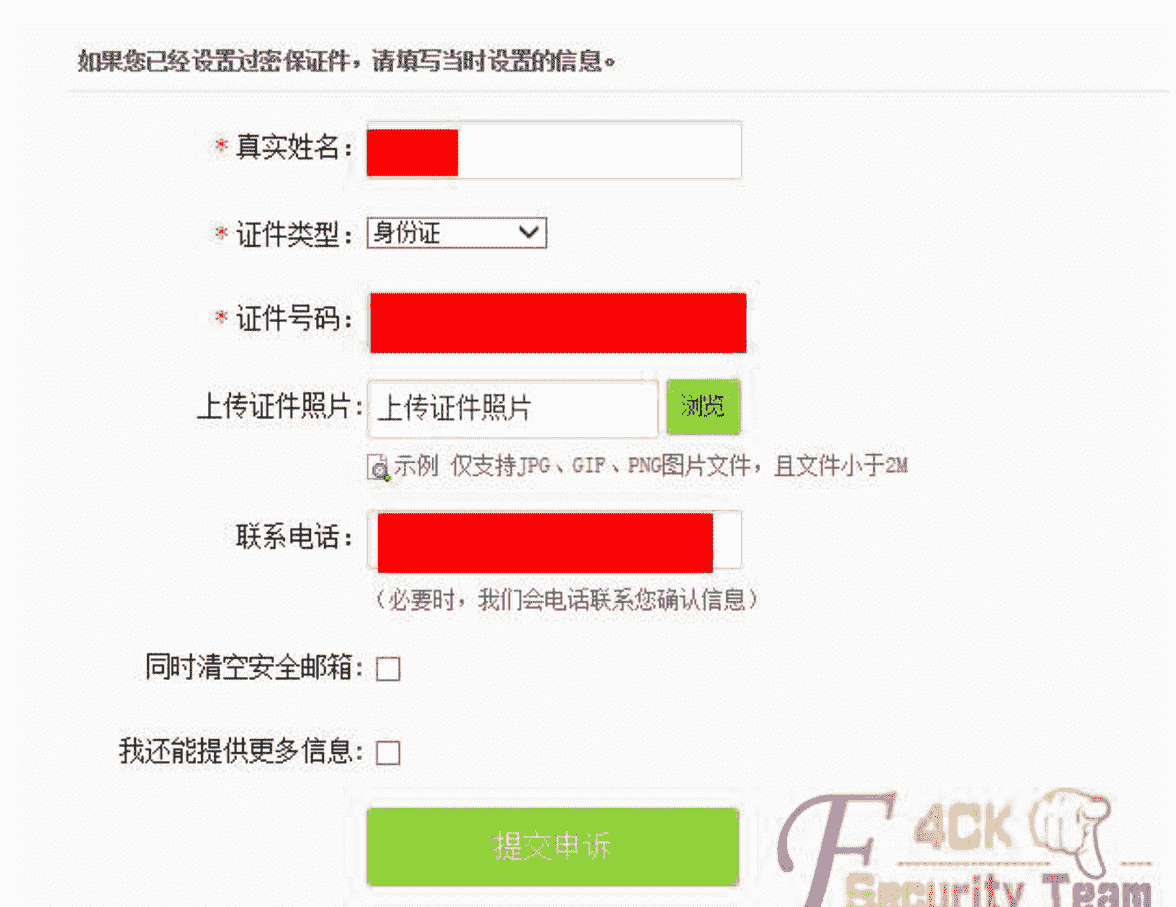 如果您已经设置过密保证件,请填写当时设置的信息。
* 真实姓名:
* 证件类型: 身份证
* 证件号码:
上传证件照片: 上传证件照片 浏览
示例 仅支持JPG、GIF、PNG图片文件,且文件小于2M
联系电话:
(必要时,我们会电话联系您确认信息)
同时清空安全邮箱:
我还能提供更多信息:
提交申诉
F4CK
Security Team